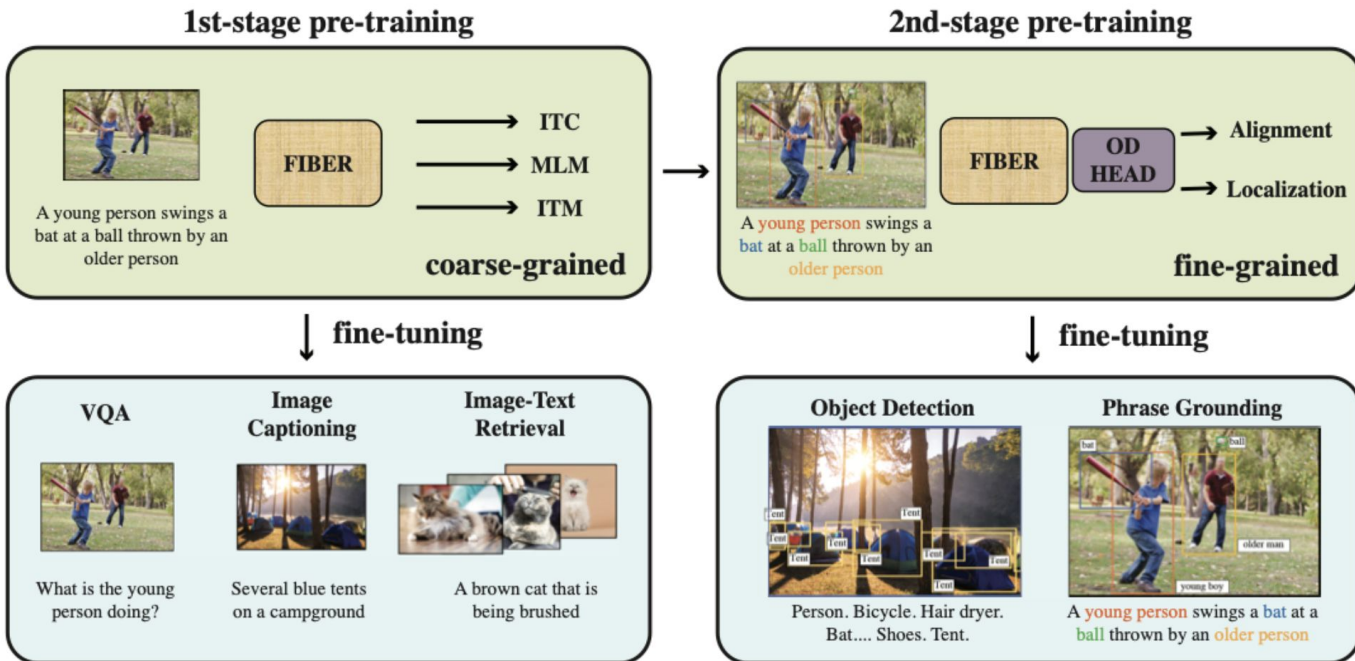 1st-stage pre-training
A young person swings a
bat at a ball thrown by an
older person
FIBER
ITC
MLM
ITM
coarse-grained
2nd-stage pre-training
A young person swings a
bat at a ball thrown by an
older person
FIBER
OD
HEAD
Alignment
Localization
fine-grained
fine-tuning
VQA
What is the young
person doing?
Image
Captioning
Several blue tents
on a campground
Image-Text
Retrieval
A brown cat that is
being brushed
fine-tuning
Object Detection
Tent
Tent
Tent
Tent
Tent
Tent
Tent
Tent
Person. Bicycle. Hair dryer.
Bat.... Shoes. Tent.
Phrase Grounding
bat
ball
older man
young boy
A young person swings a bat at a
ball thrown by an older person